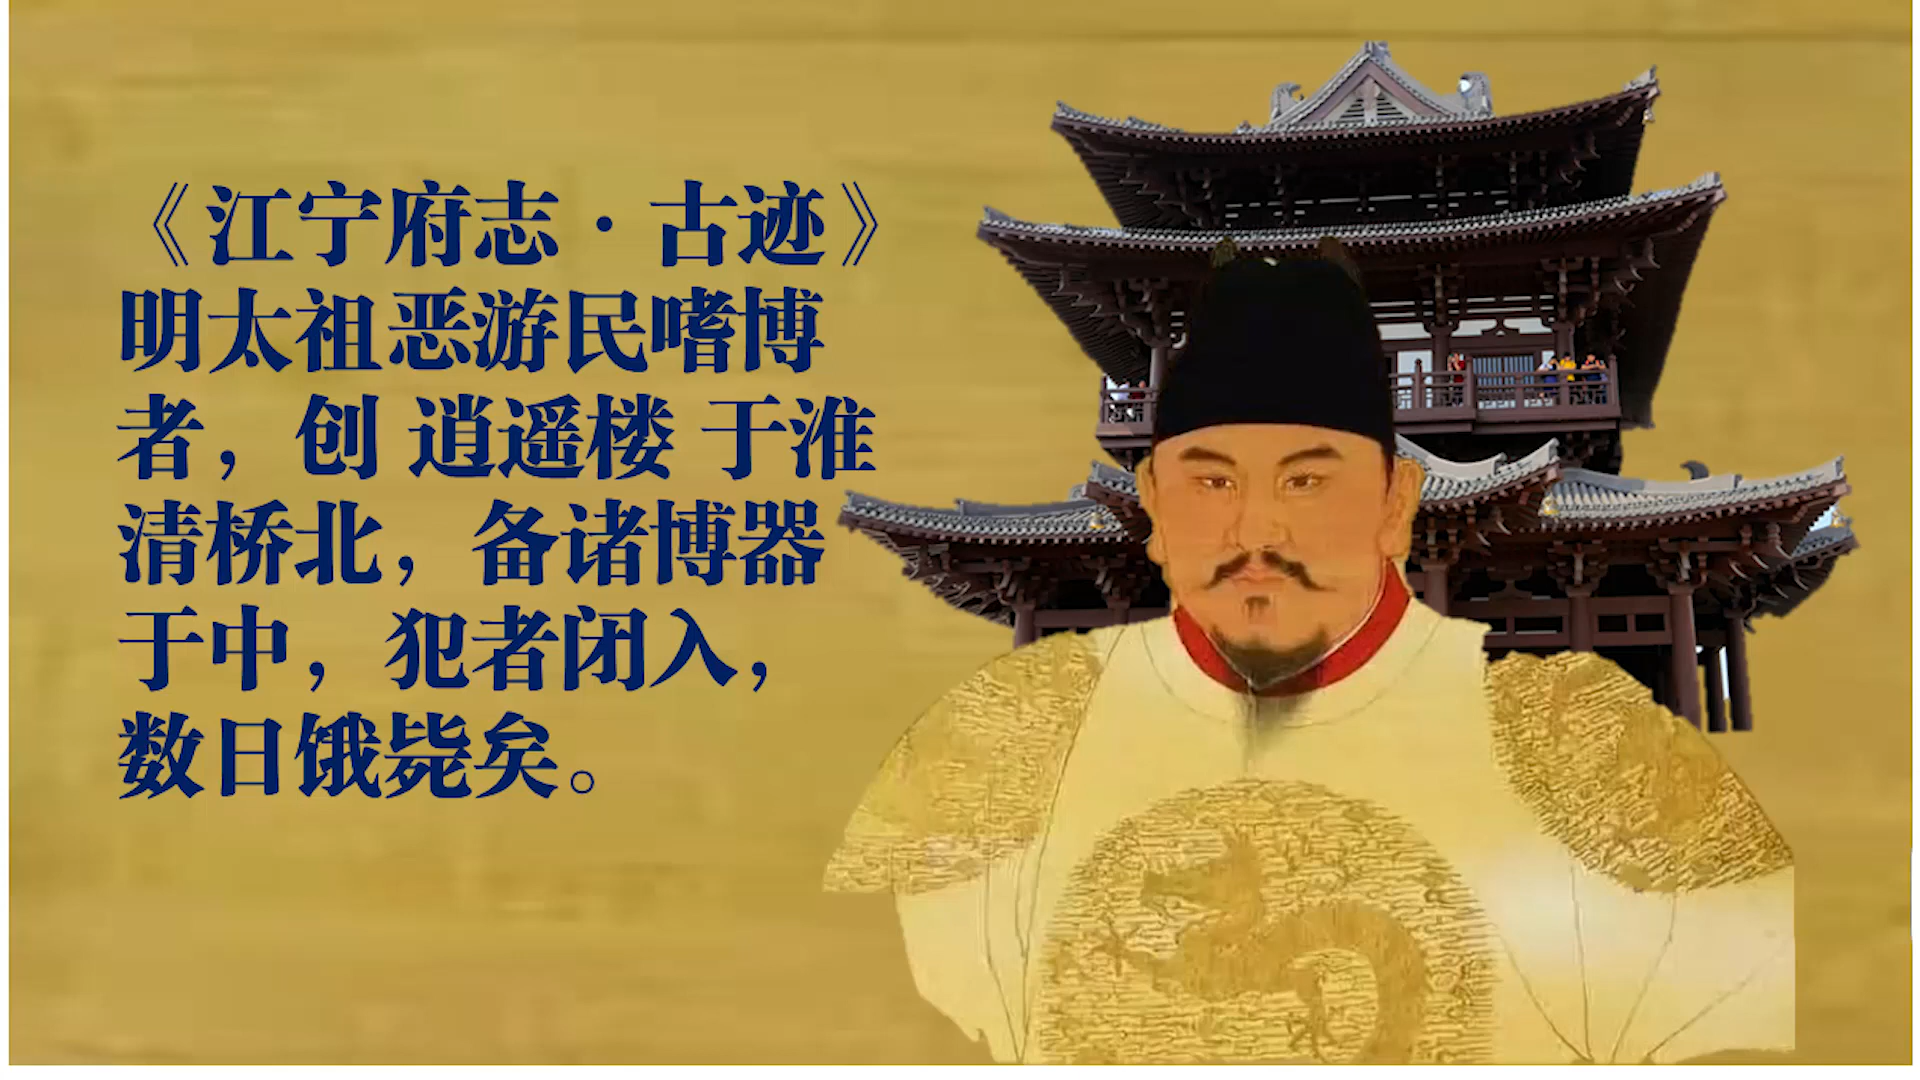 《江宁府志·古迹》
明太祖恶游民嗜博
者，创 逍遥楼 于淮
清桥北，备诸博器
于中，犯者闭入，
数日饿毙矣。